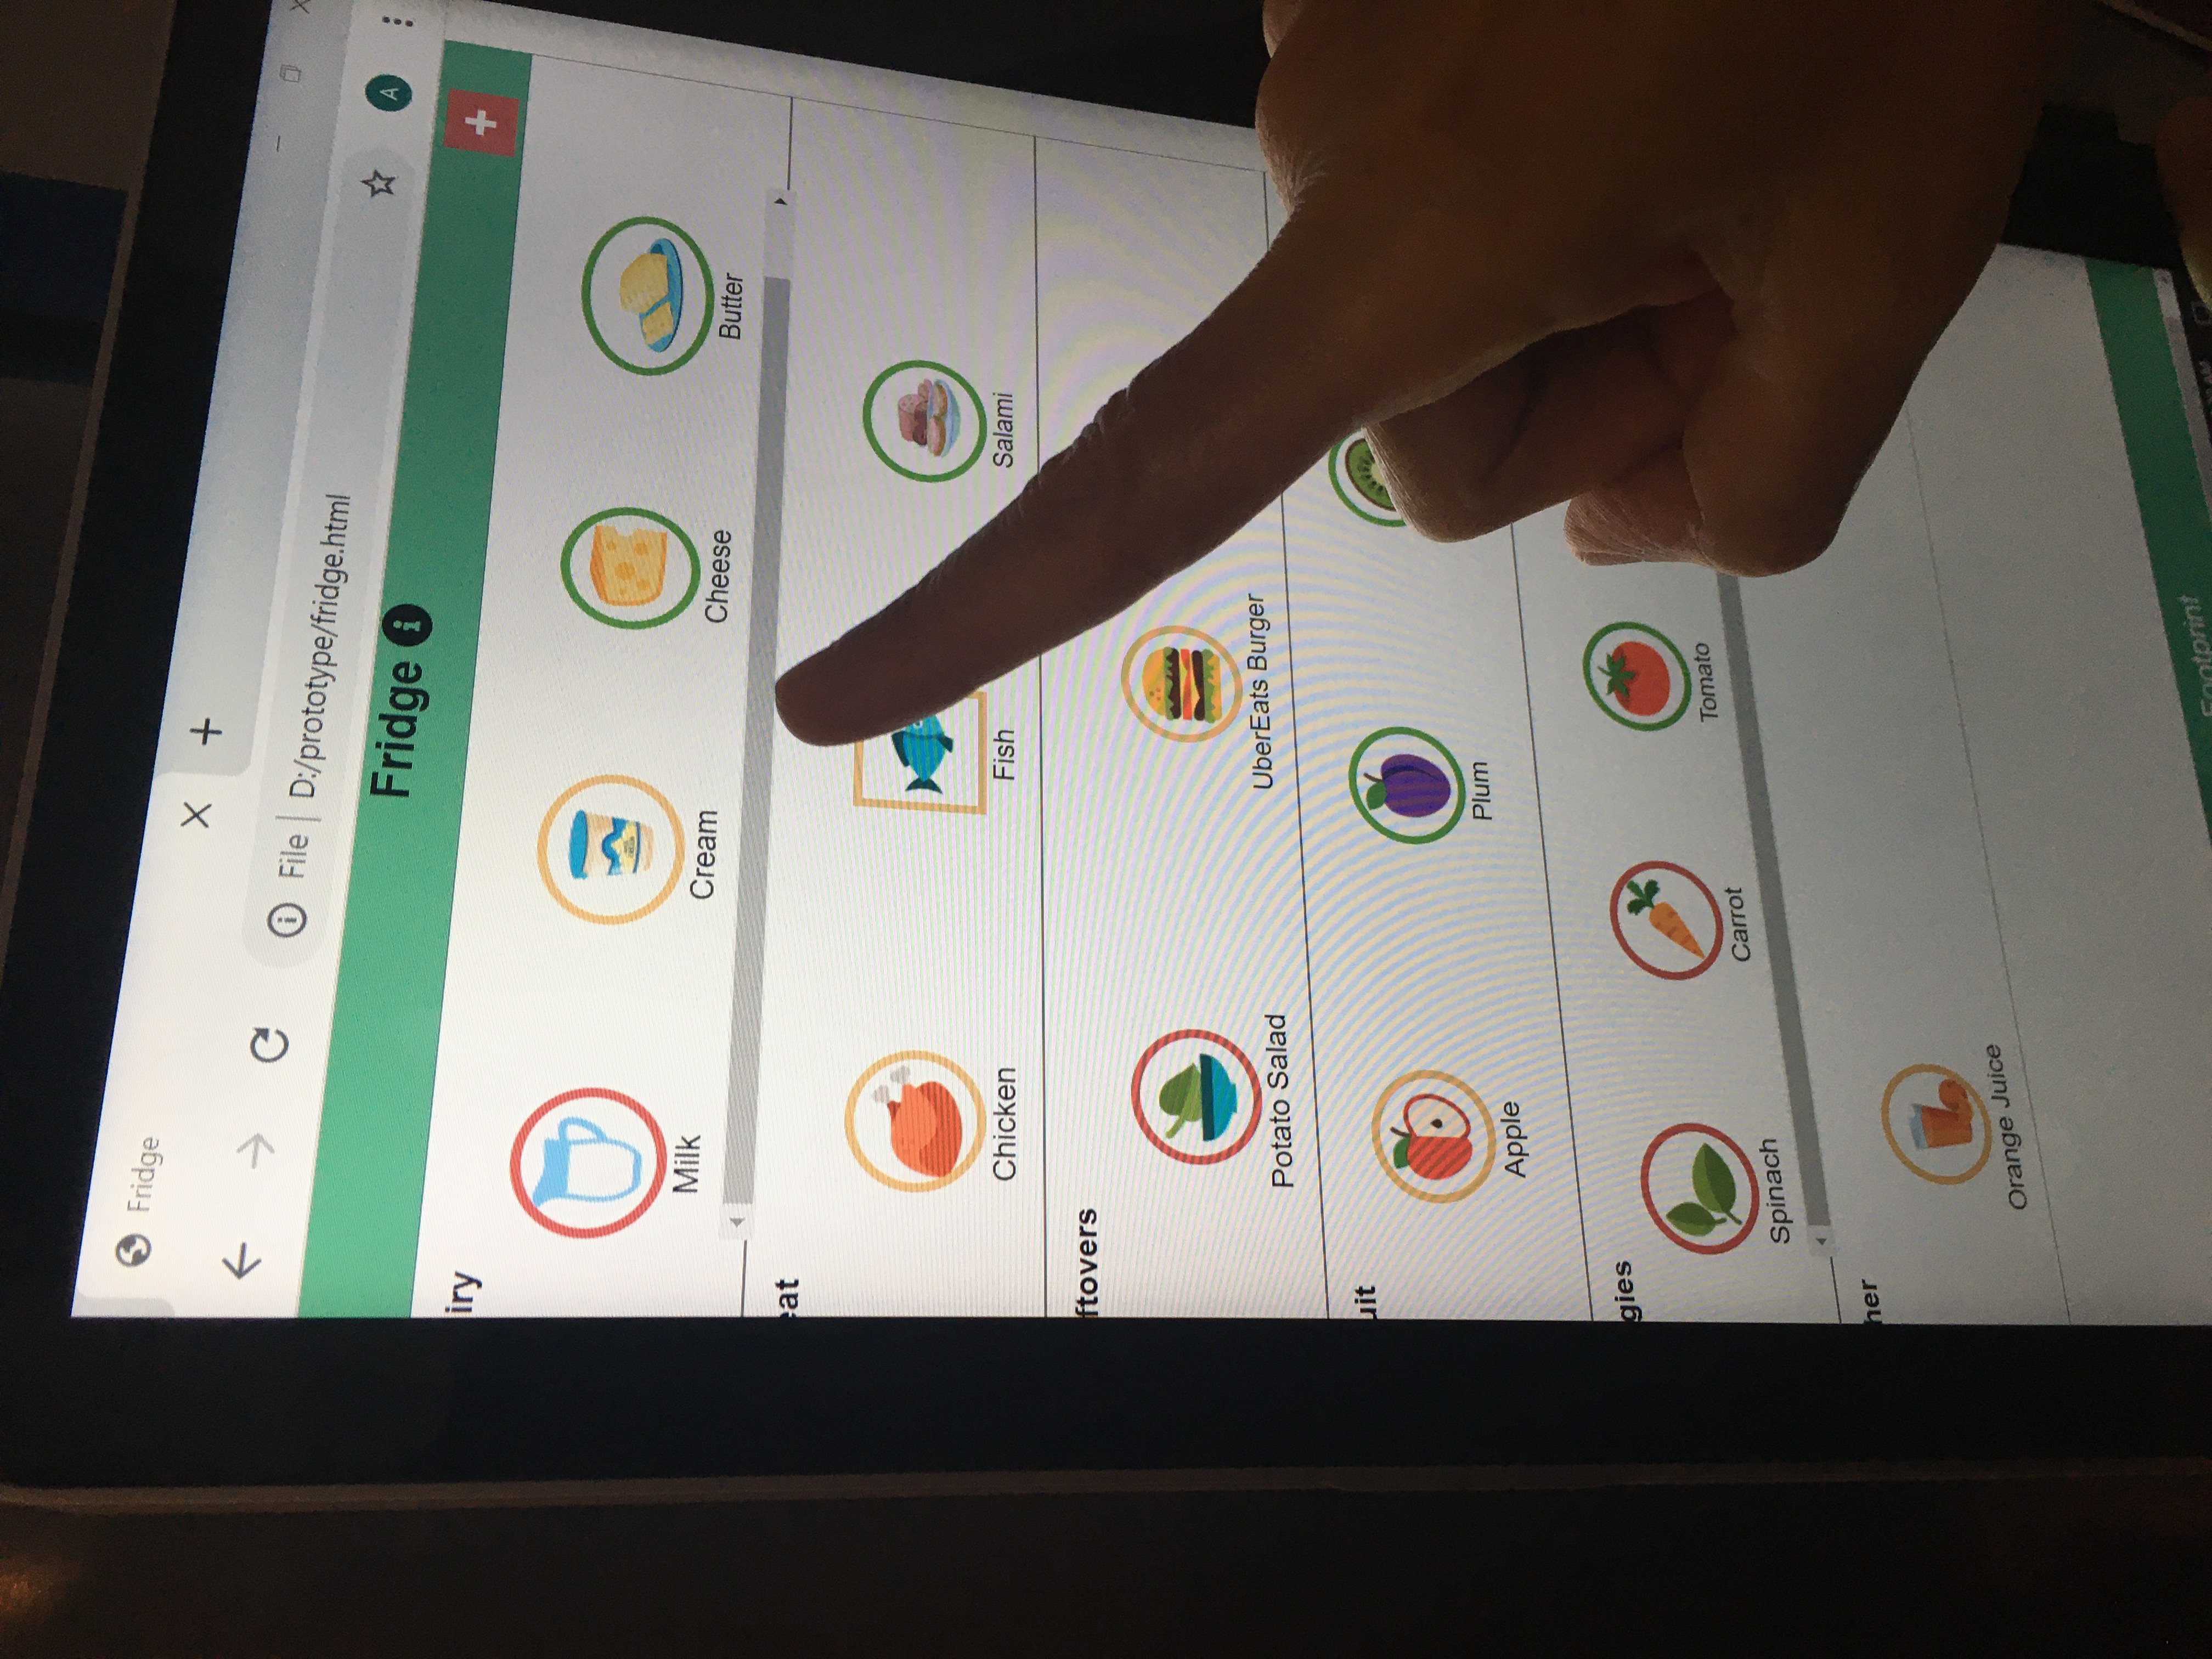 Fridge
File D:/prototype/fridge.html
A
Fridge
iry
Milk Cream Cheese Butter
eat
Chicken Fish Salami
ftovers
Potato Salad UberEats Burger
uit
Apple Plum
gies
Spinach Carrot Tomato
her
Orange Juice
Footprint